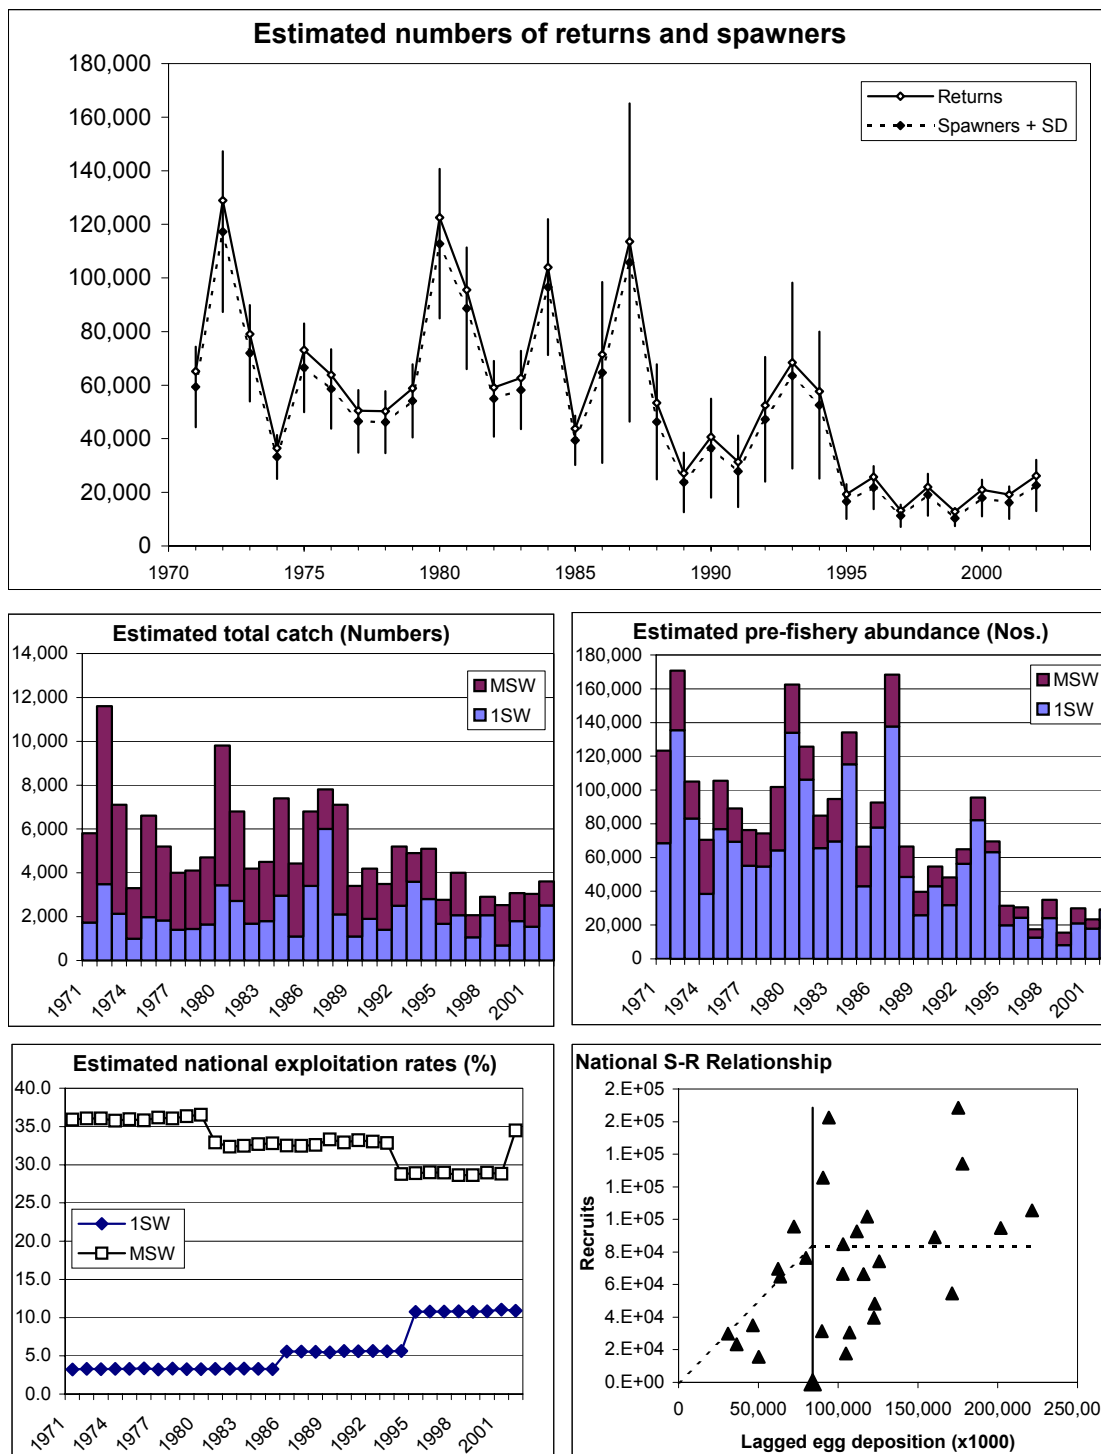 Estimated numbers of returns and spawners
180,000
160,000
140,000
120,000
100,000
80,000
60,000
40,000
20,000
0
1970 1975 1980 1985 1990 1995 2000
Returns
Spawners + SD
Estimated total catch (Numbers)
14,000
12,000
10,000
8,000
6,000
4,000
2,000
0
1971 1974 1977 1980 1983 1986 1989 1992 1995 1998 2001
MSW
1SW
Estimated pre-fishery abundance (Nos.)
180,000
160,000
140,000
120,000
100,000
80,000
60,000
40,000
20,000
0
1971 1974 1977 1980 1983 1986 1989 1992 1995 1998 2001
MSW
1SW
Estimated national exploitation rates (%)
40.0
35.0
30.0
25.0
20.0
15.0
10.0
5.0
0.0
1971 1974 1977 1980 1983 1986 1989 1992 1995 1998 2001
1SW
MSW
National S-R Relationship
Recruits
2.E+05
2.E+05
1.E+05
1.E+05
1.E+05
8.E+04
6.E+04
4.E+04
2.E+04
0.E+00
0 50,000 100,000 150,000 200,000 250,00
Lagged egg deposition (x1000)